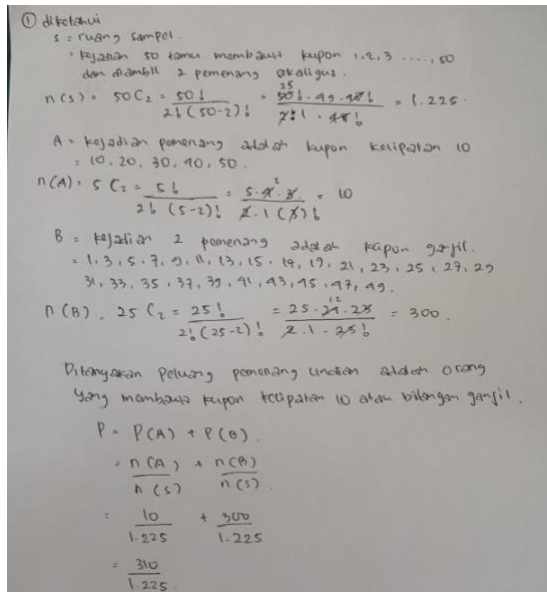 ① diketahui
S = ruang sampel.
= kejadian 50 tamu membawa kupon 1, 2, 3 ....., 50
dan diambil 2 pemenang sekaligus.
n(S) = 50 C₂ = 50! / 2! (50-2)! = 50! · 49 · 48! / 2! 1 · 48! = 1.225.
A = kejadian pemenang adalah kupon kelipatan 10
= 10, 20, 30, 40, 50.
n(A) = 5 C₂ = 5! / 2! (5-2)! = 5 · 4 · 3 / 2 · 1 (3)! = 10
B = kejadian 2 pemenang adalah kupon ganjil.
= 1, 3, 5, 7, 9, 11, 13, 15, 17, 19, 21, 23, 25, 27, 29
31, 33, 35, 37, 39, 41, 43, 45, 47, 49.
n(B) = 25 C₂ = 25! / 2! (25-2)! = 25 · 24 · 23 / 2 · 1 · 23! = 300.
Ditanyakan peluang pemenang undian adalah orang
yang membawa kupon kelipatan 10 atau bilangan ganjil.
P = P(A) + P(B).
= n(A) / n(S) + n(B) / n(S).
= 10 / 1.225 + 300 / 1.225
= 310 / 1.225.